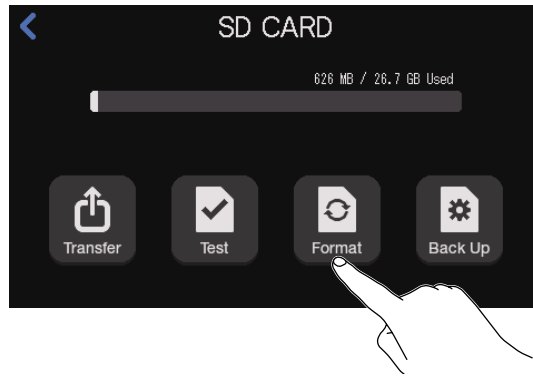 SD CARD
626 MB / 26.7 GB Used
Transfer
Test
Format
Back Up